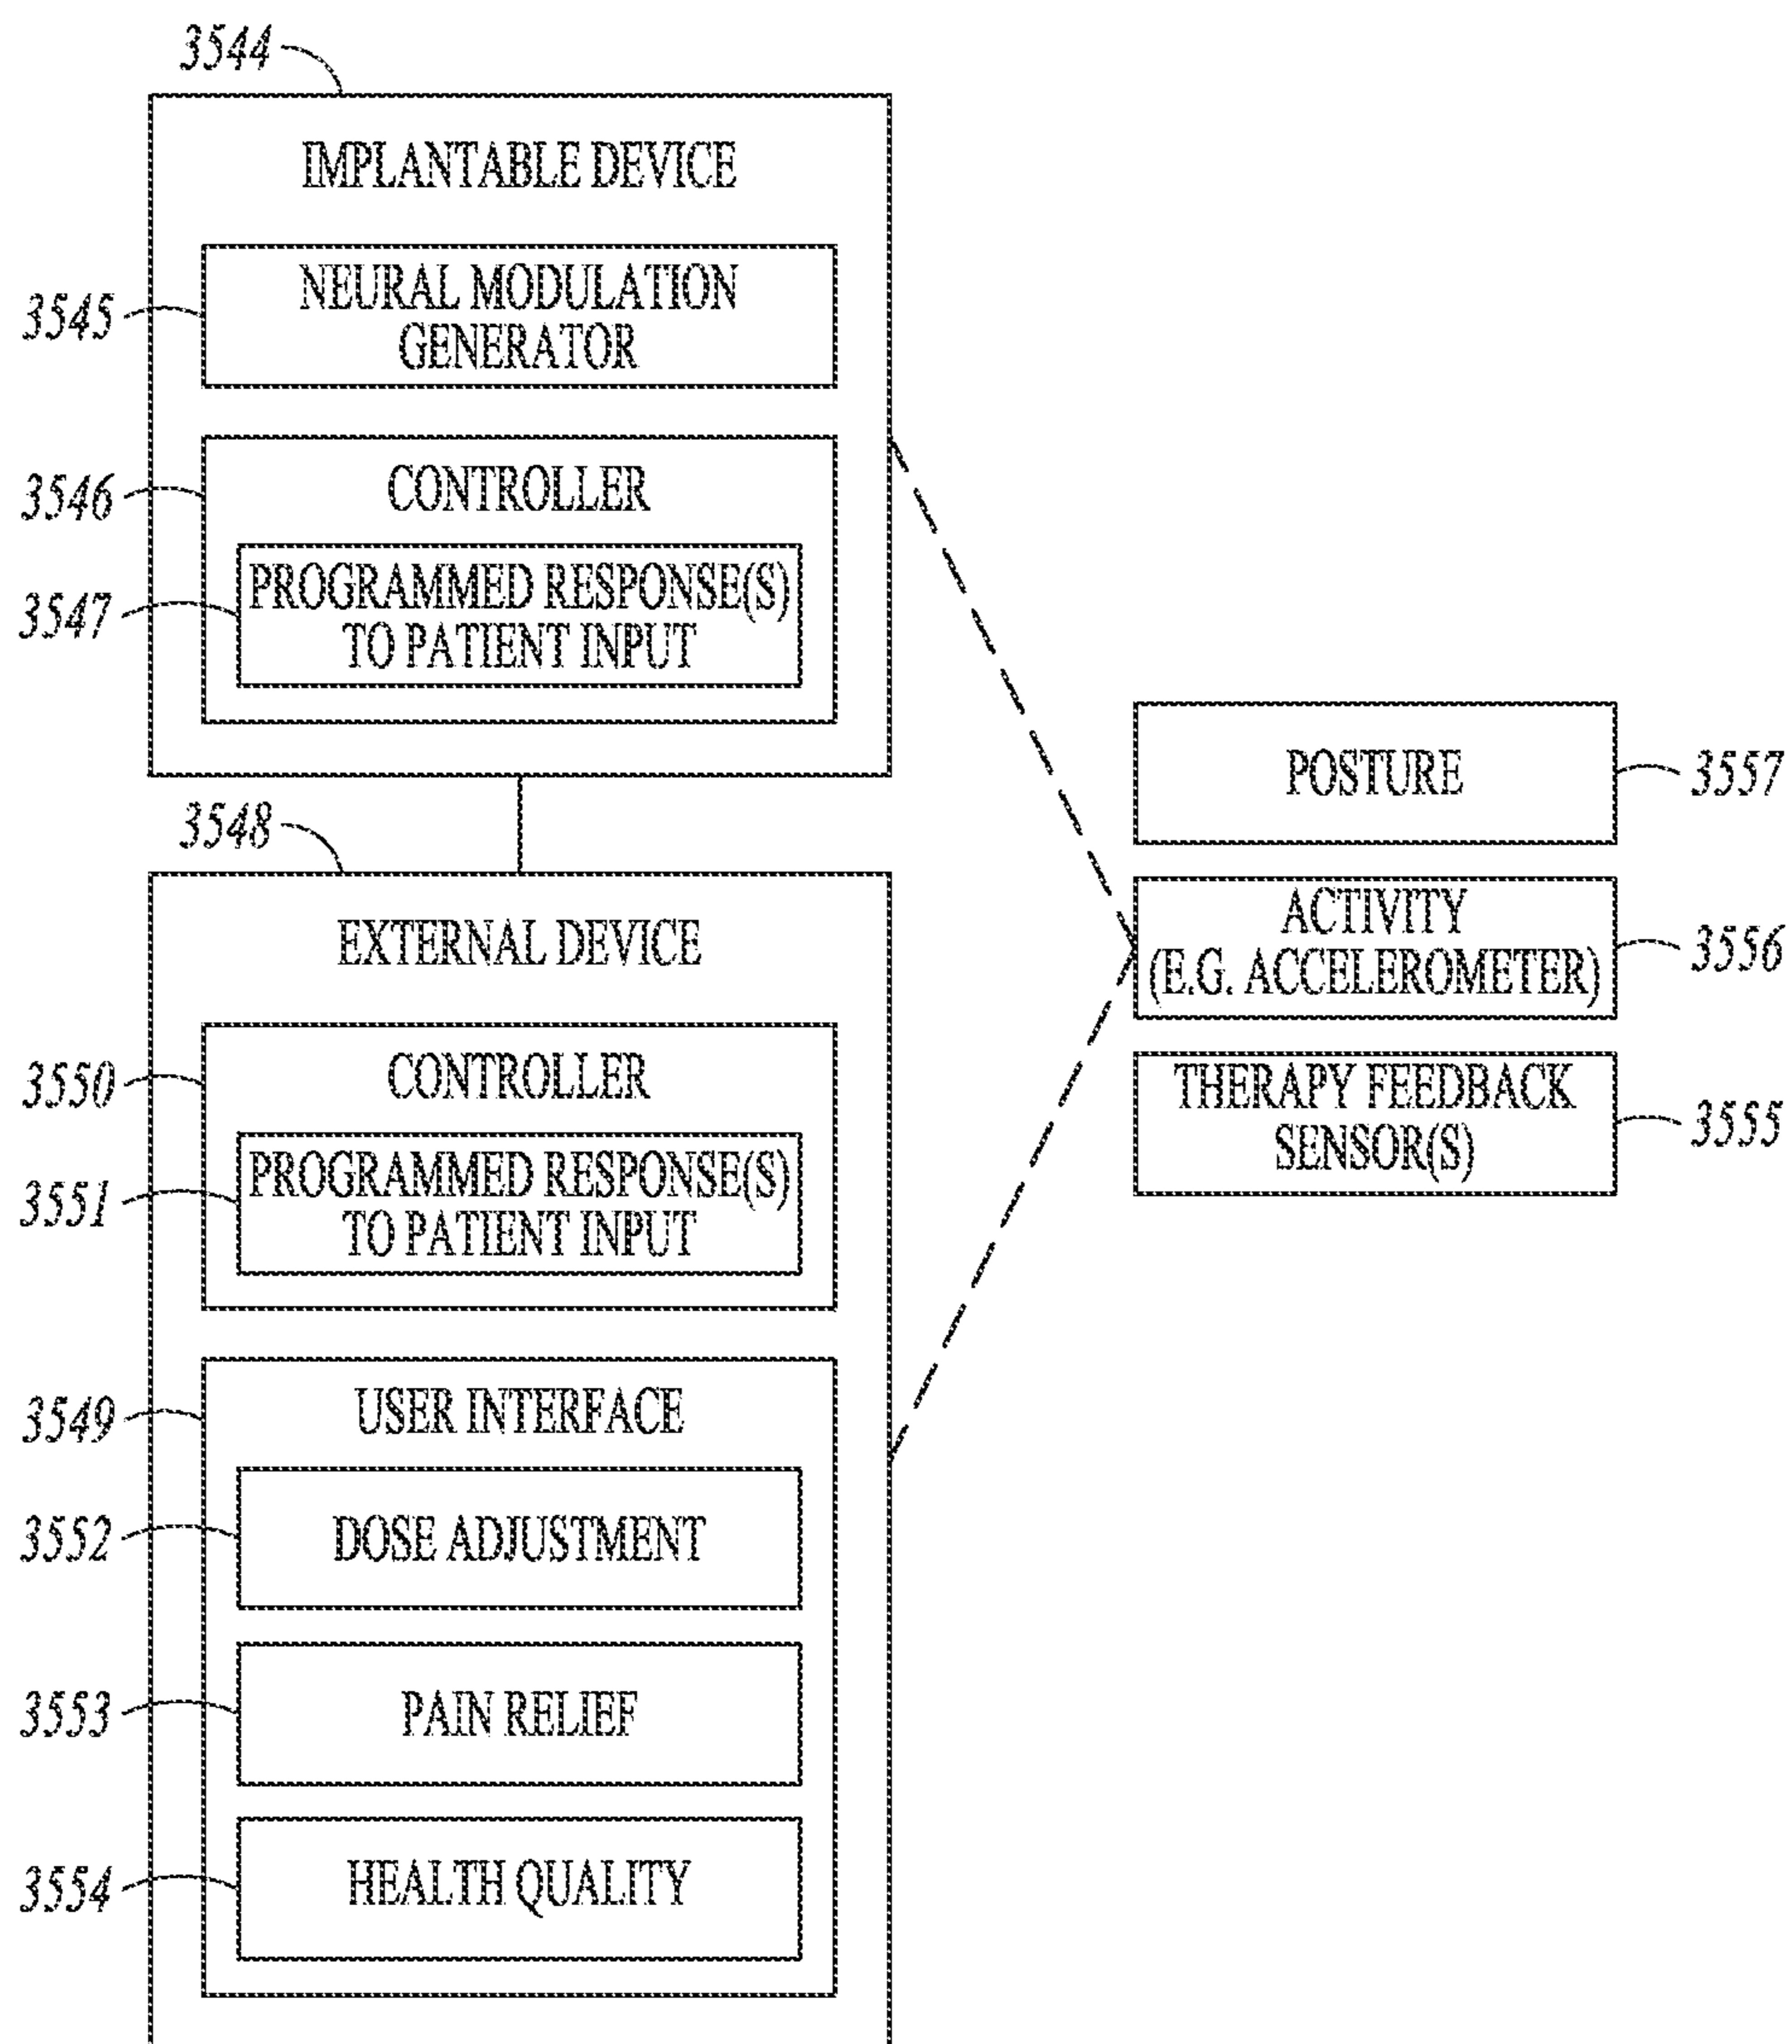 3544
IMPLANTABLE DEVICE
3545
NEURAL MODULATION
GENERATOR
3546
CONTROLLER
3547
PROGRAMMED RESPONSE(S)
TO PATIENT INPUT
3548
EXTERNAL DEVICE
3550
CONTROLLER
3551
PROGRAMMED RESPONSE(S)
TO PATIENT INPUT
3549
USER INTERFACE
3552
DOSE ADJUSTMENT
3553
PAIN RELIEF
3554
HEALTH QUALITY
POSTURE
3557
ACTIVITY
(E.G. ACCELEROMETER)
3556
THERAPY FEEDBACK
SENSOR(S)
3555